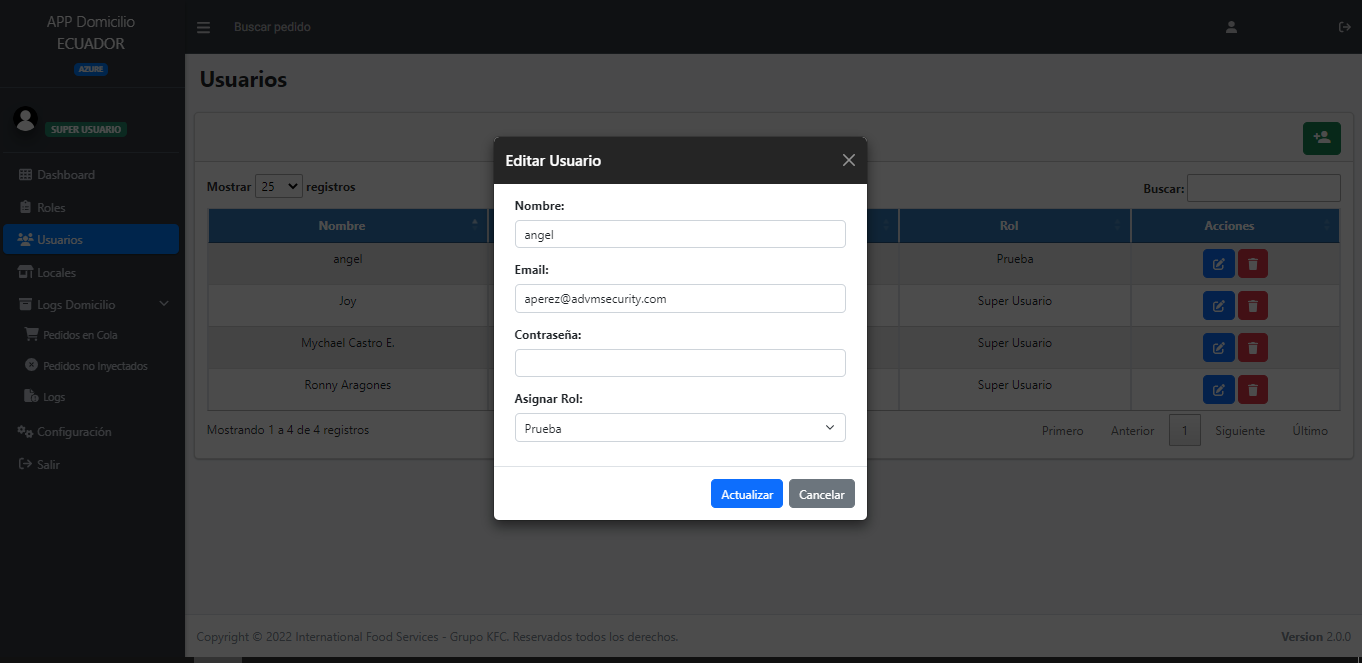 APP Domicilio
ECUADOR
AZURE
Buscar pedido
SUPER USUARIO
Dashboard
Roles
Usuarios
Locales
Logs Domicilio
Pedidos en Cola
Pedidos no Inyectados
Logs
Configuración
Salir
Usuarios
Mostrar 25 registros
Buscar:
Nombre Rol Acciones
angel Prueba
Joy Super Usuario
Mychael Castro E. Super Usuario
Ronny Aragones Super Usuario
Mostrando 1 a 4 de 4 registros
Primero Anterior 1 Siguiente Último
Editar Usuario
Nombre:
angel
Email:
aperez@advmsecurity.com
Contraseña:
Asignar Rol:
Prueba
Actualizar Cancelar
Copyright © 2022 International Food Services - Grupo KFC. Reservados todos los derechos.
Version 2.0.0